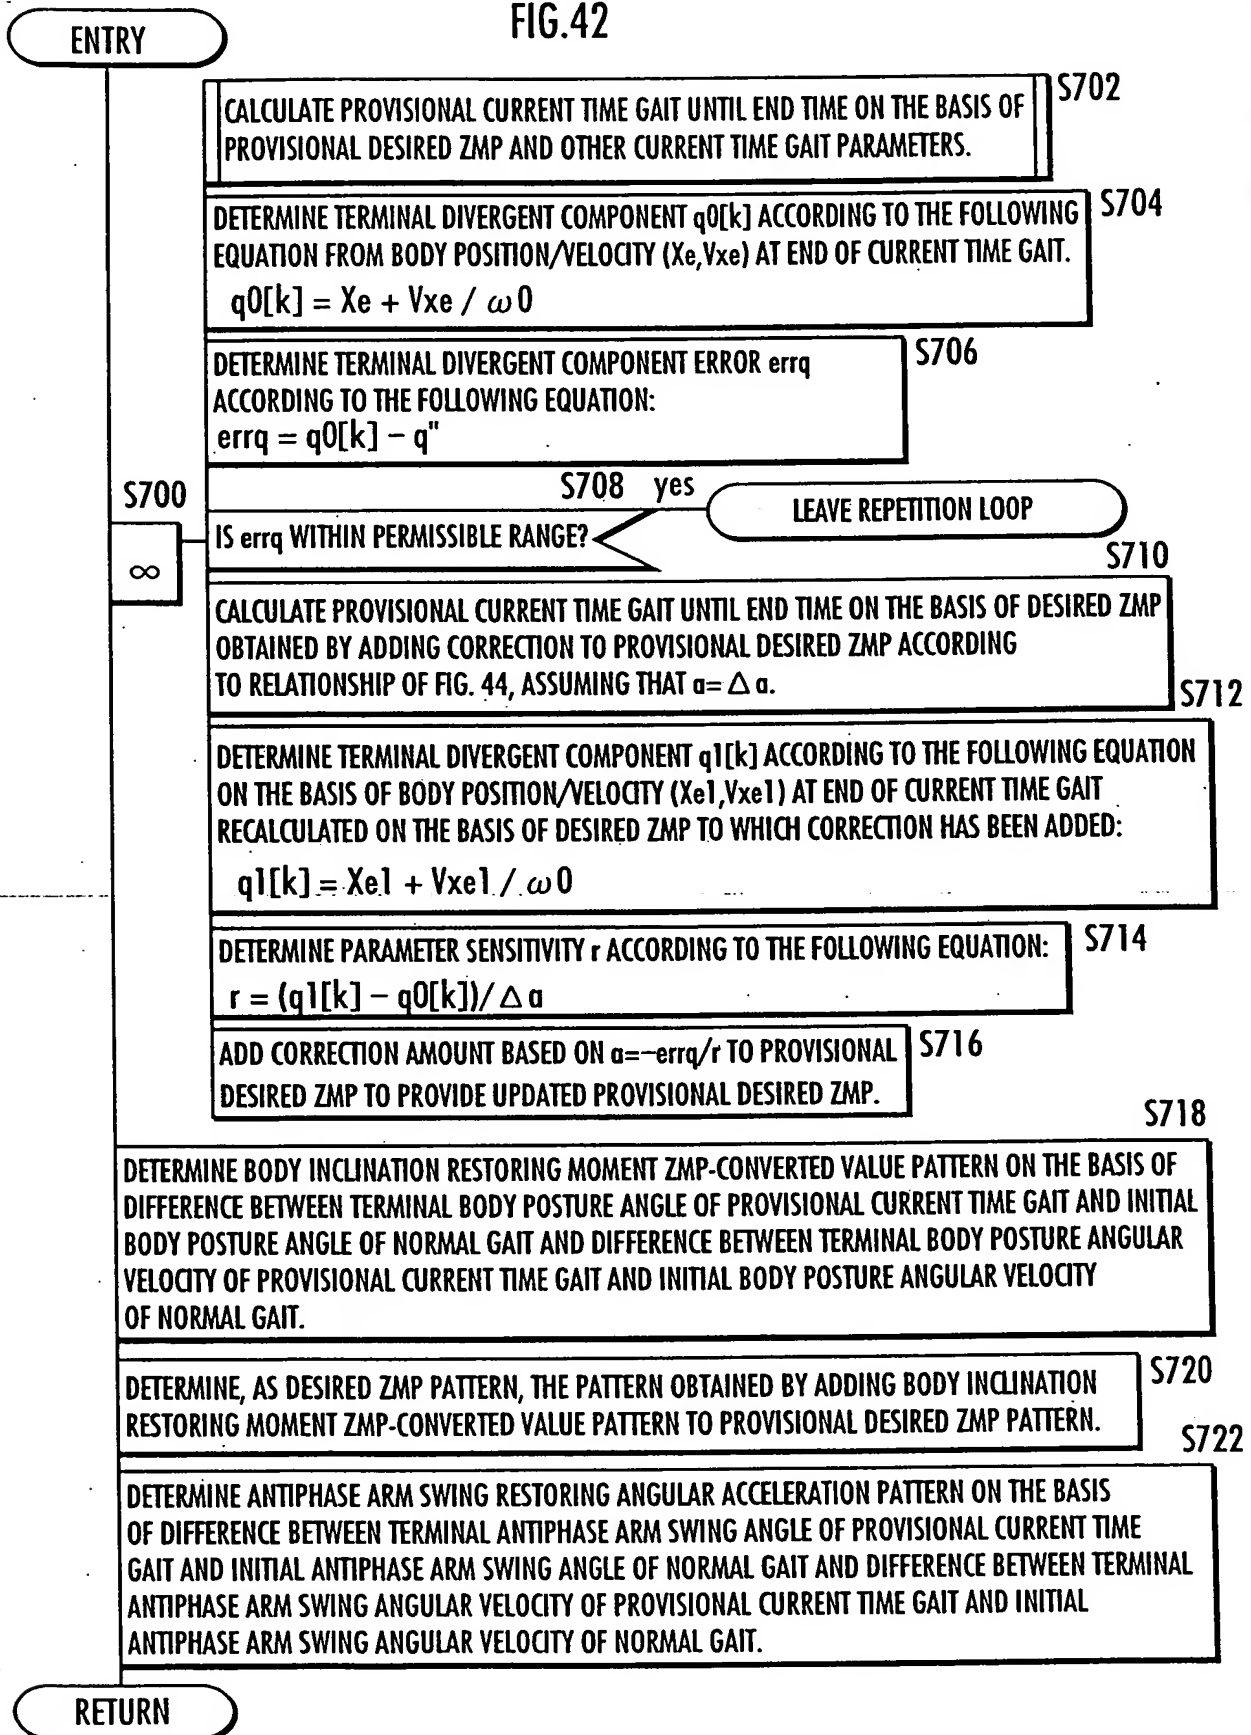 FIG.42
ENTRY
S702
CALCULATE PROVISIONAL CURRENT TIME GAIT UNTIL END TIME ON THE BASIS OF
PROVISIONAL DESIRED ZMP AND OTHER CURRENT TIME GAIT PARAMETERS.
S704
DETERMINE TERMINAL DIVERGENT COMPONENT q0[k] ACCORDING TO THE FOLLOWING
EQUATION FROM BODY POSITION/VELOCITY (Xe,Vxe) AT END OF CURRENT TIME GAIT.
q0[k] = Xe + Vxe / ω0
S706
DETERMINE TERMINAL DIVERGENT COMPONENT ERROR errq
ACCORDING TO THE FOLLOWING EQUATION:
errq = q0[k] − q"
S700
∞
S708 yes
IS errq WITHIN PERMISSIBLE RANGE?
LEAVE REPETITION LOOP
S710
CALCULATE PROVISIONAL CURRENT TIME GAIT UNTIL END TIME ON THE BASIS OF DESIRED ZMP
OBTAINED BY ADDING CORRECTION TO PROVISIONAL DESIRED ZMP ACCORDING
TO RELATIONSHIP OF FIG. 44, ASSUMING THAT a=Δa.
S712
DETERMINE TERMINAL DIVERGENT COMPONENT q1[k] ACCORDING TO THE FOLLOWING EQUATION
ON THE BASIS OF BODY POSITION/VELOCITY (Xe1,Vxe1) AT END OF CURRENT TIME GAIT
RECALCULATED ON THE BASIS OF DESIRED ZMP TO WHICH CORRECTION HAS BEEN ADDED:
q1[k] = Xe1 + Vxe1 / ω0
S714
DETERMINE PARAMETER SENSITIVITY r ACCORDING TO THE FOLLOWING EQUATION:
r = (q1[k] − q0[k])/Δa
S716
ADD CORRECTION AMOUNT BASED ON a=−errq/r TO PROVISIONAL
DESIRED ZMP TO PROVIDE UPDATED PROVISIONAL DESIRED ZMP.
S718
DETERMINE BODY INCLINATION RESTORING MOMENT ZMP-CONVERTED VALUE PATTERN ON THE BASIS OF
DIFFERENCE BETWEEN TERMINAL BODY POSTURE ANGLE OF PROVISIONAL CURRENT TIME GAIT AND INITIAL
BODY POSTURE ANGLE OF NORMAL GAIT AND DIFFERENCE BETWEEN TERMINAL BODY POSTURE ANGULAR
VELOCITY OF PROVISIONAL CURRENT TIME GAIT AND INITIAL BODY POSTURE ANGULAR VELOCITY
OF NORMAL GAIT.
S720
DETERMINE, AS DESIRED ZMP PATTERN, THE PATTERN OBTAINED BY ADDING BODY INCLINATION
RESTORING MOMENT ZMP-CONVERTED VALUE PATTERN TO PROVISIONAL DESIRED ZMP PATTERN.
S722
DETERMINE ANTIPHASE ARM SWING RESTORING ANGULAR ACCELERATION PATTERN ON THE BASIS
OF DIFFERENCE BETWEEN TERMINAL ANTIPHASE ARM SWING ANGLE OF PROVISIONAL CURRENT TIME
GAIT AND INITIAL ANTIPHASE ARM SWING ANGLE OF NORMAL GAIT AND DIFFERENCE BETWEEN TERMINAL
ANTIPHASE ARM SWING ANGULAR VELOCITY OF PROVISIONAL CURRENT TIME GAIT AND INITIAL
ANTIPHASE ARM SWING ANGULAR VELOCITY OF NORMAL GAIT.
RETURN